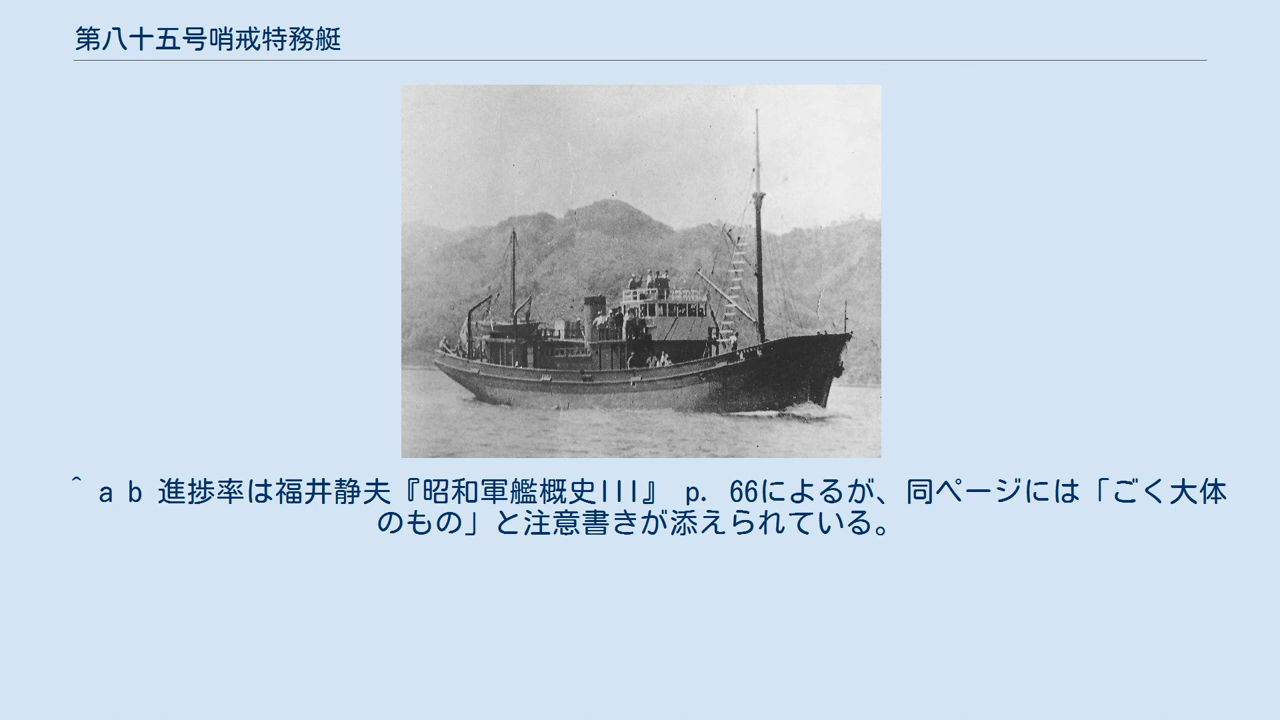 第八十五号哨戒特務艇
^ a b 進捗率は福井静夫『昭和軍艦概史III』 p. 66によるが、同ページには「ごく大体
のもの」と注意書きが添えられている。